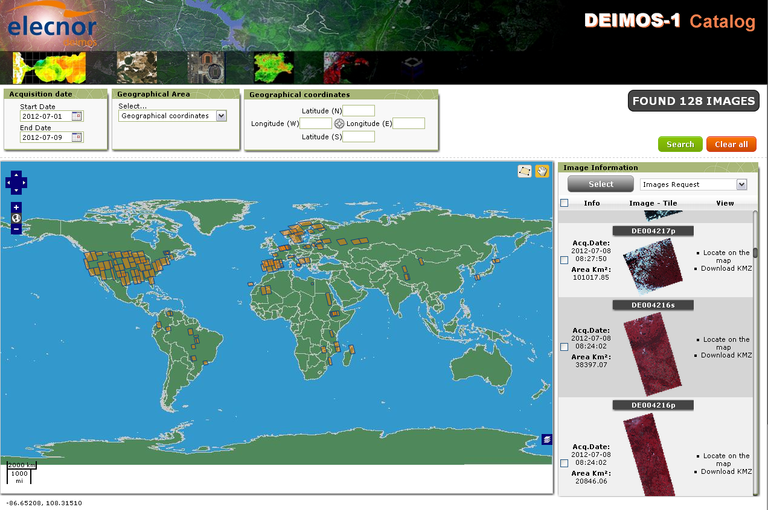 elecnor
deimos
DEIMOS-1 Catalog
Acquisition date
Start Date
2012-07-01
End Date
2012-07-09
Geographical Area
Select...
Geographical coordinates
Geographical coordinates
Latitude (N)
Longitude (W)
Longitude (E)
Latitude (S)
FOUND 128 IMAGES
Search
Clear all
Image Information
Select
Images Request
Info
Image - Tile
View
DE004217p
Acq.Date:
2012-07-08
08:27:50
Area Km²:
101017.85
Locate on the
map
Download KMZ
DE004216s
Acq.Date:
2012-07-08
08:24:02
Area Km²:
38397.07
Locate on the
map
Download KMZ
DE004216p
Acq.Date:
2012-07-08
08:24:02
Area Km²:
20846.06
Locate on the
map
Download KMZ
2000 km
1000
mi
-86.65208, 108.31510